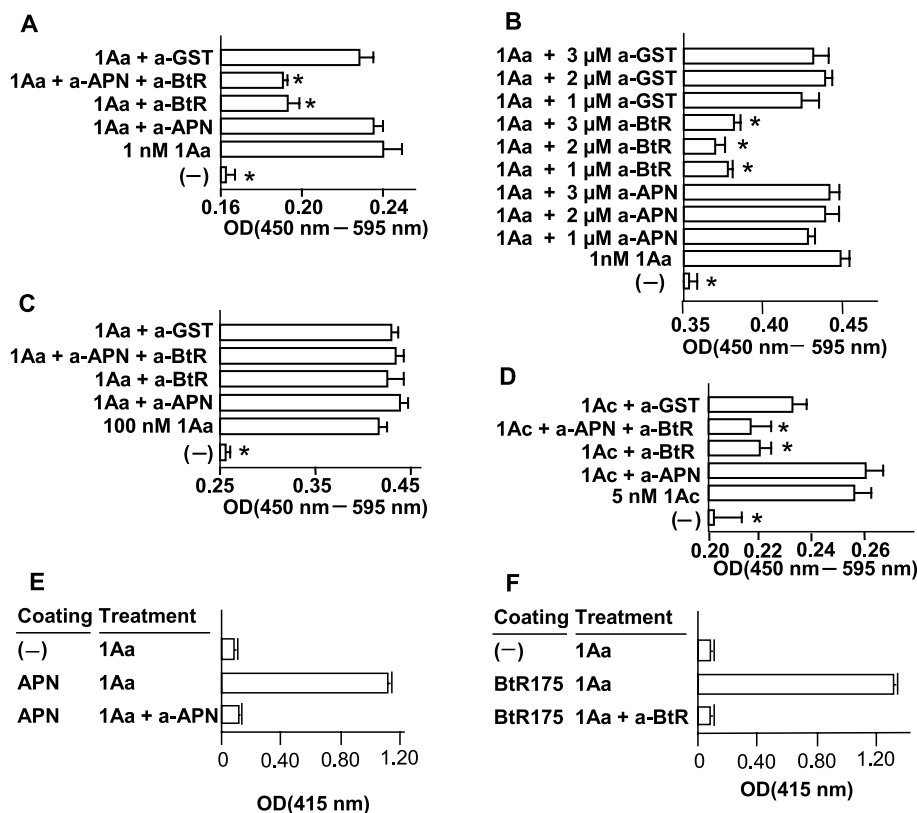 A
1Aa + a-GST
1Aa + a-APN + a-BtR
*
1Aa + a-BtR
*
1Aa + a-APN
1 nM 1Aa
(−)
*
0.16 0.20 0.24
OD(450 nm − 595 nm)
B
1Aa + 3 µM a-GST
1Aa + 2 µM a-GST
1Aa + 1 µM a-GST
1Aa + 3 µM a-BtR
*
1Aa + 2 µM a-BtR
*
1Aa + 1 µM a-BtR
*
1Aa + 3 µM a-APN
1Aa + 2 µM a-APN
1Aa + 1 µM a-APN
1nM 1Aa
(−)
*
0.35 0.40 0.45
OD(450 nm − 595 nm)
C
1Aa + a-GST
1Aa + a-APN + a-BtR
1Aa + a-BtR
1Aa + a-APN
100 nM 1Aa
(−)
*
0.25 0.35 0.45
OD(450 nm − 595 nm)
D
1Ac + a-GST
1Ac + a-APN + a-BtR
*
1Ac + a-BtR
*
1Ac + a-APN
5 nM 1Ac
(−)
*
0.20 0.22 0.24 0.26
OD(450 nm − 595 nm)
E
Coating Treatment
(−) 1Aa
APN 1Aa
APN 1Aa + a-APN
0 0.40 0.80 1.20
OD(415 nm)
F
Coating Treatment
(−) 1Aa
BtR175 1Aa
BtR175 1Aa + a-BtR
0 0.40 0.80 1.20
OD(415 nm)